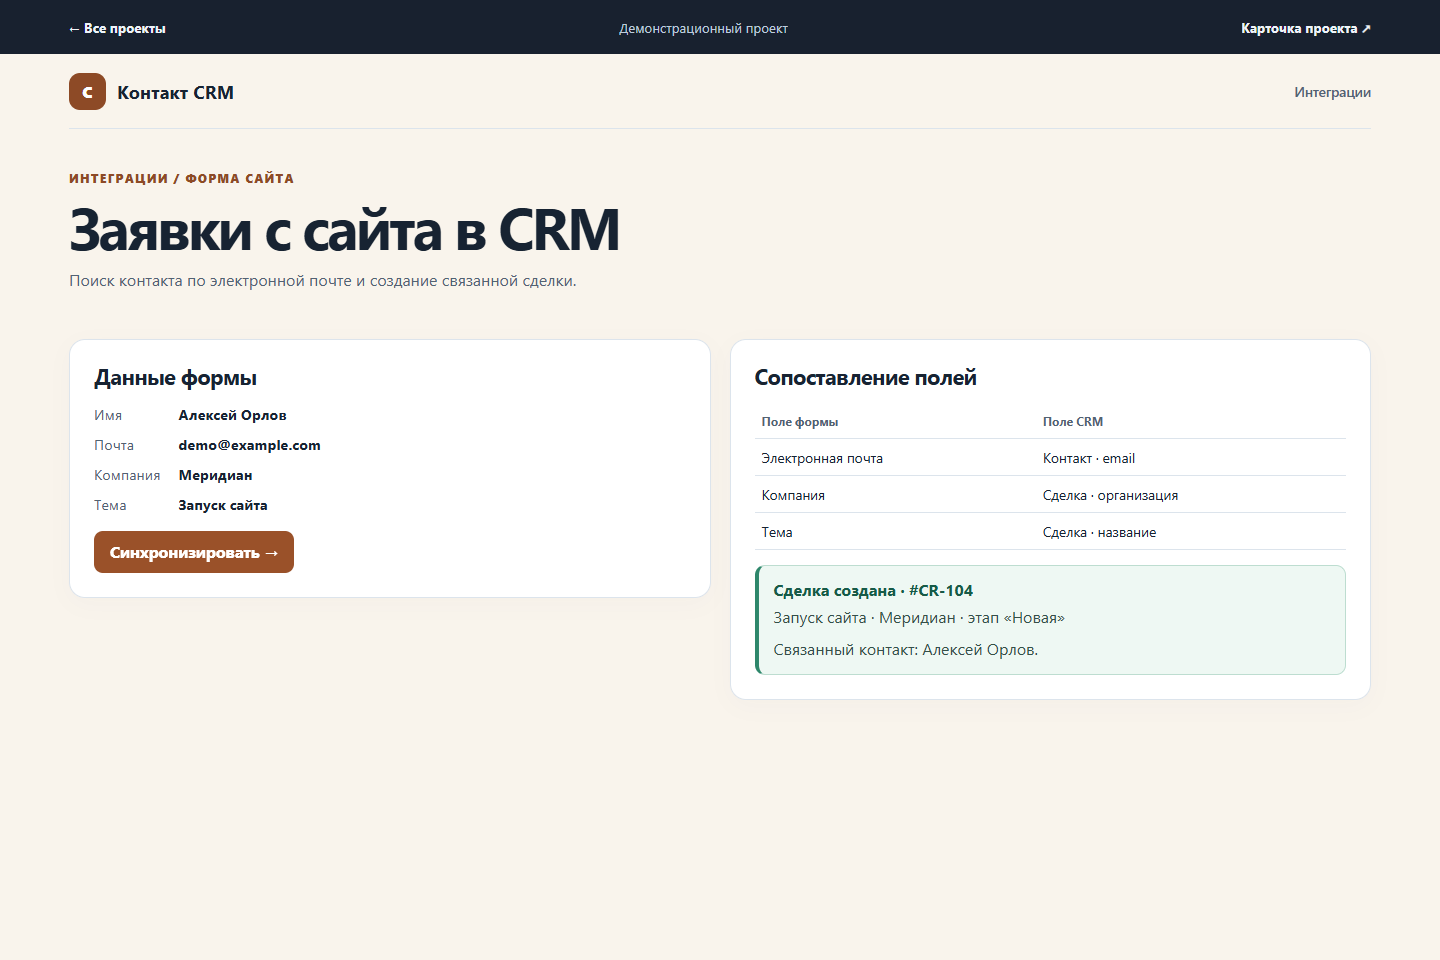 ← Все проекты
Демонстрационный проект
Карточка проекта ↗
C Контакт CRM
Интеграции
ИНТЕГРАЦИИ / ФОРМА САЙТА
Заявки с сайта в CRM
Поиск контакта по электронной почте и создание связанной сделки.
Данные формы
Имя Алексей Орлов
Почта demo@example.com
Компания Меридиан
Тема Запуск сайта
Синхронизировать →
Сопоставление полей
Поле формы Поле CRM
Электронная почта Контакт · email
Компания Сделка · организация
Тема Сделка · название
Сделка создана · #CR-104
Запуск сайта · Меридиан · этап «Новая»
Связанный контакт: Алексей Орлов.